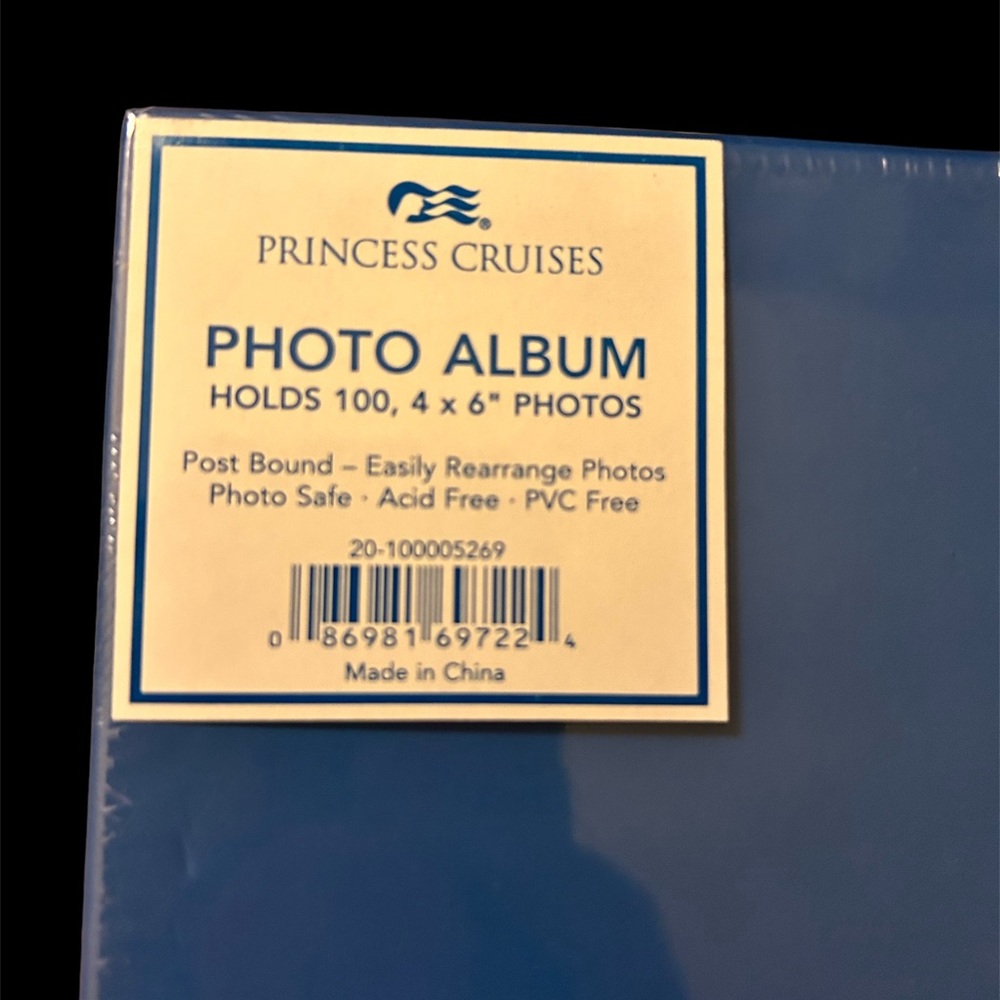 PRINCESS CRUISES
PHOTO ALBUM
HOLDS 100, 4 x 6" PHOTOS
Post Bound – Easily Rearrange Photos
Photo Safe · Acid Free · PVC Free
20-100005269
0 86981 69722 4
Made in China